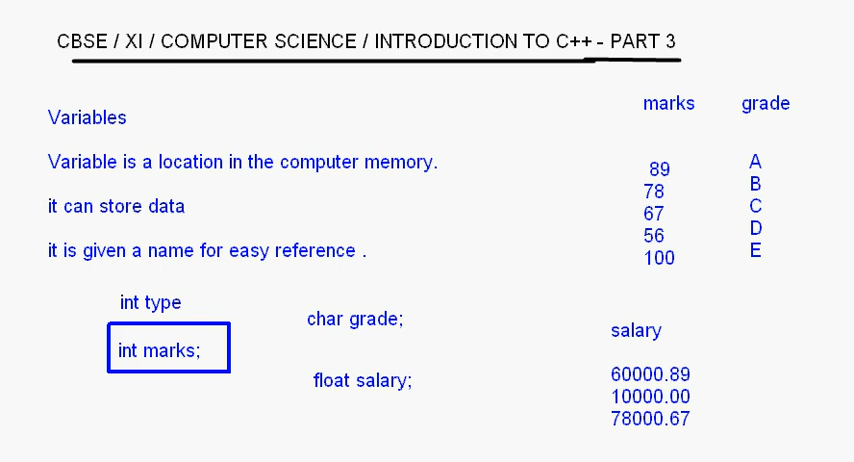 CBSE / XI / COMPUTER SCIENCE / INTRODUCTION TO C++ - PART 3
Variables
Variable is a location in the computer memory.
it can store data
it is given a name for easy reference .
marks grade
89 A
78 B
67 C
56 D
100 E
int type
int marks;
char grade;
float salary;
salary
60000.89
10000.00
78000.67